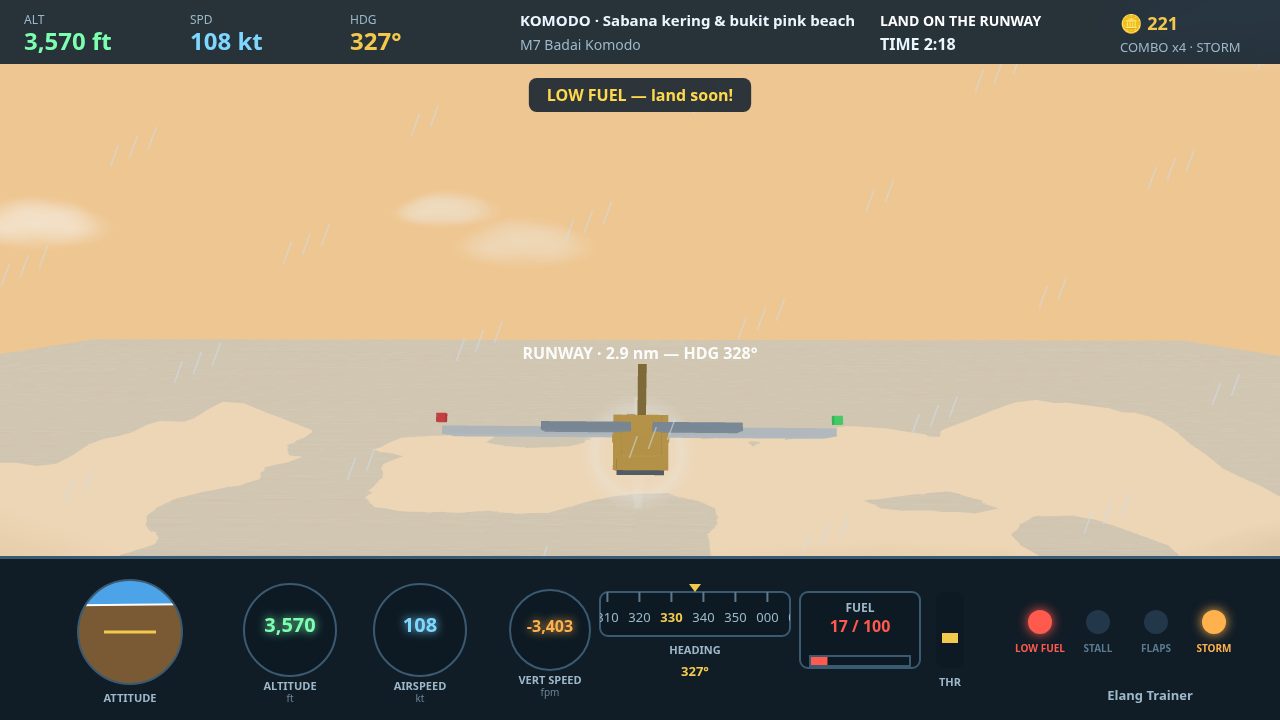 ALT
3,570 ft
SPD
108 kt
HDG
327°
KOMODO · Sabana kering & bukit pink beach
M7 Badai Komodo
LAND ON THE RUNWAY
TIME 2:18
221
COMBO x4 · STORM
LOW FUEL — land soon!
RUNWAY · 2.9 nm — HDG 328°
ATTITUDE
3,570
ALTITUDE
ft
108
AIRSPEED
kt
-3,403
VERT SPEED
fpm
310 320 330 340 350 000
HEADING
327°
FUEL
17 / 100
THR
LOW FUEL
STALL
FLAPS
STORM
Elang Trainer